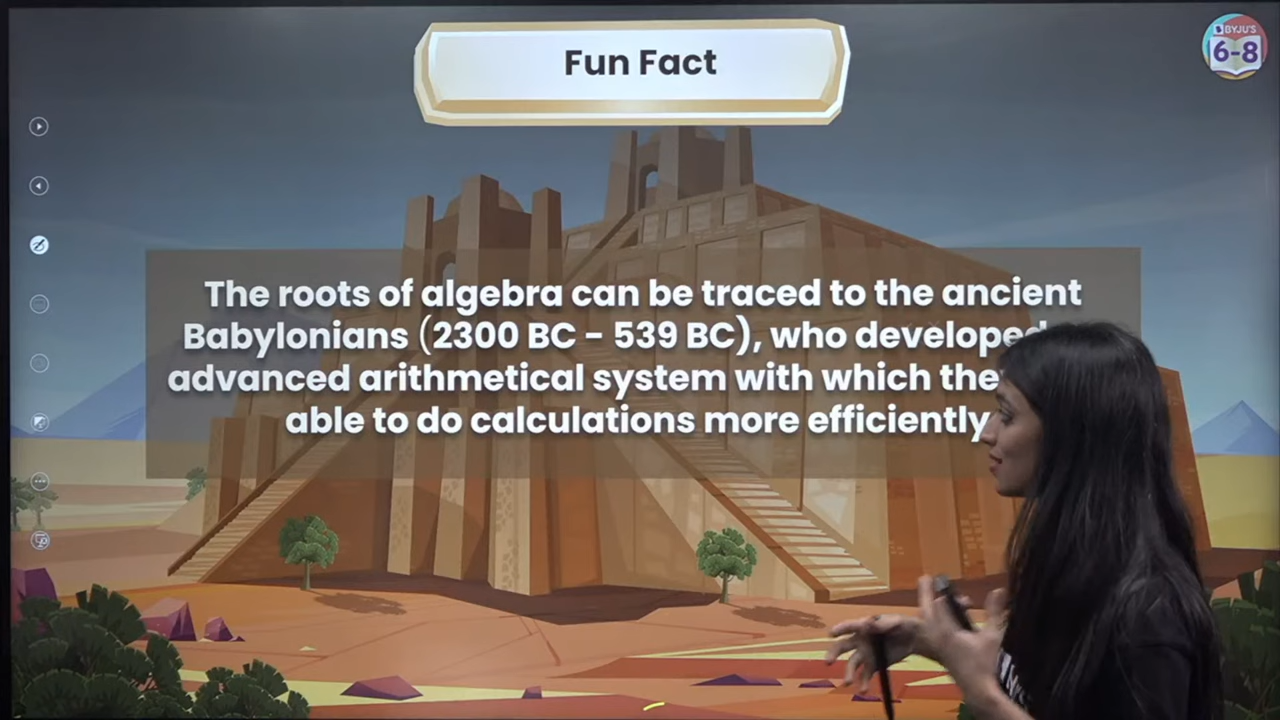 Fun Fact
BYJU'S
6-8
The roots of algebra can be traced to the ancient
Babylonians (2300 BC - 539 BC), who develope
advanced arithmetical system with which the
able to do calculations more efficiently